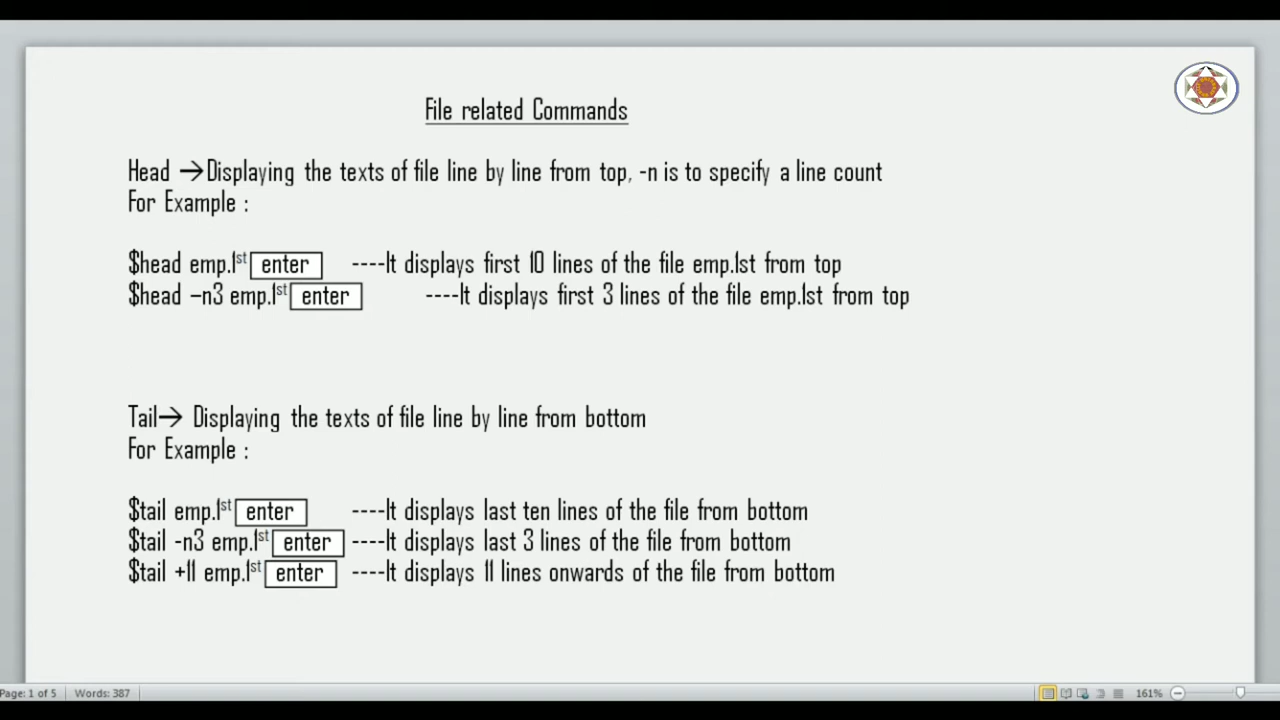 File related Commands
Head →Displaying the texts of file line by line from top, -n is to specify a line count
For Example :
$head emp.1st enter ----It displays first 10 lines of the file emp.lst from top
$head –n3 emp.1st enter ----It displays first 3 lines of the file emp.lst from top
Tail→ Displaying the texts of file line by line from bottom
For Example :
$tail emp.1st enter ----It displays last ten lines of the file from bottom
$tail -n3 emp.1st enter ----It displays last 3 lines of the file from bottom
$tail +11 emp.1st enter ----It displays 11 lines onwards of the file from bottom
Page: 1 of 5 Words: 387 161%